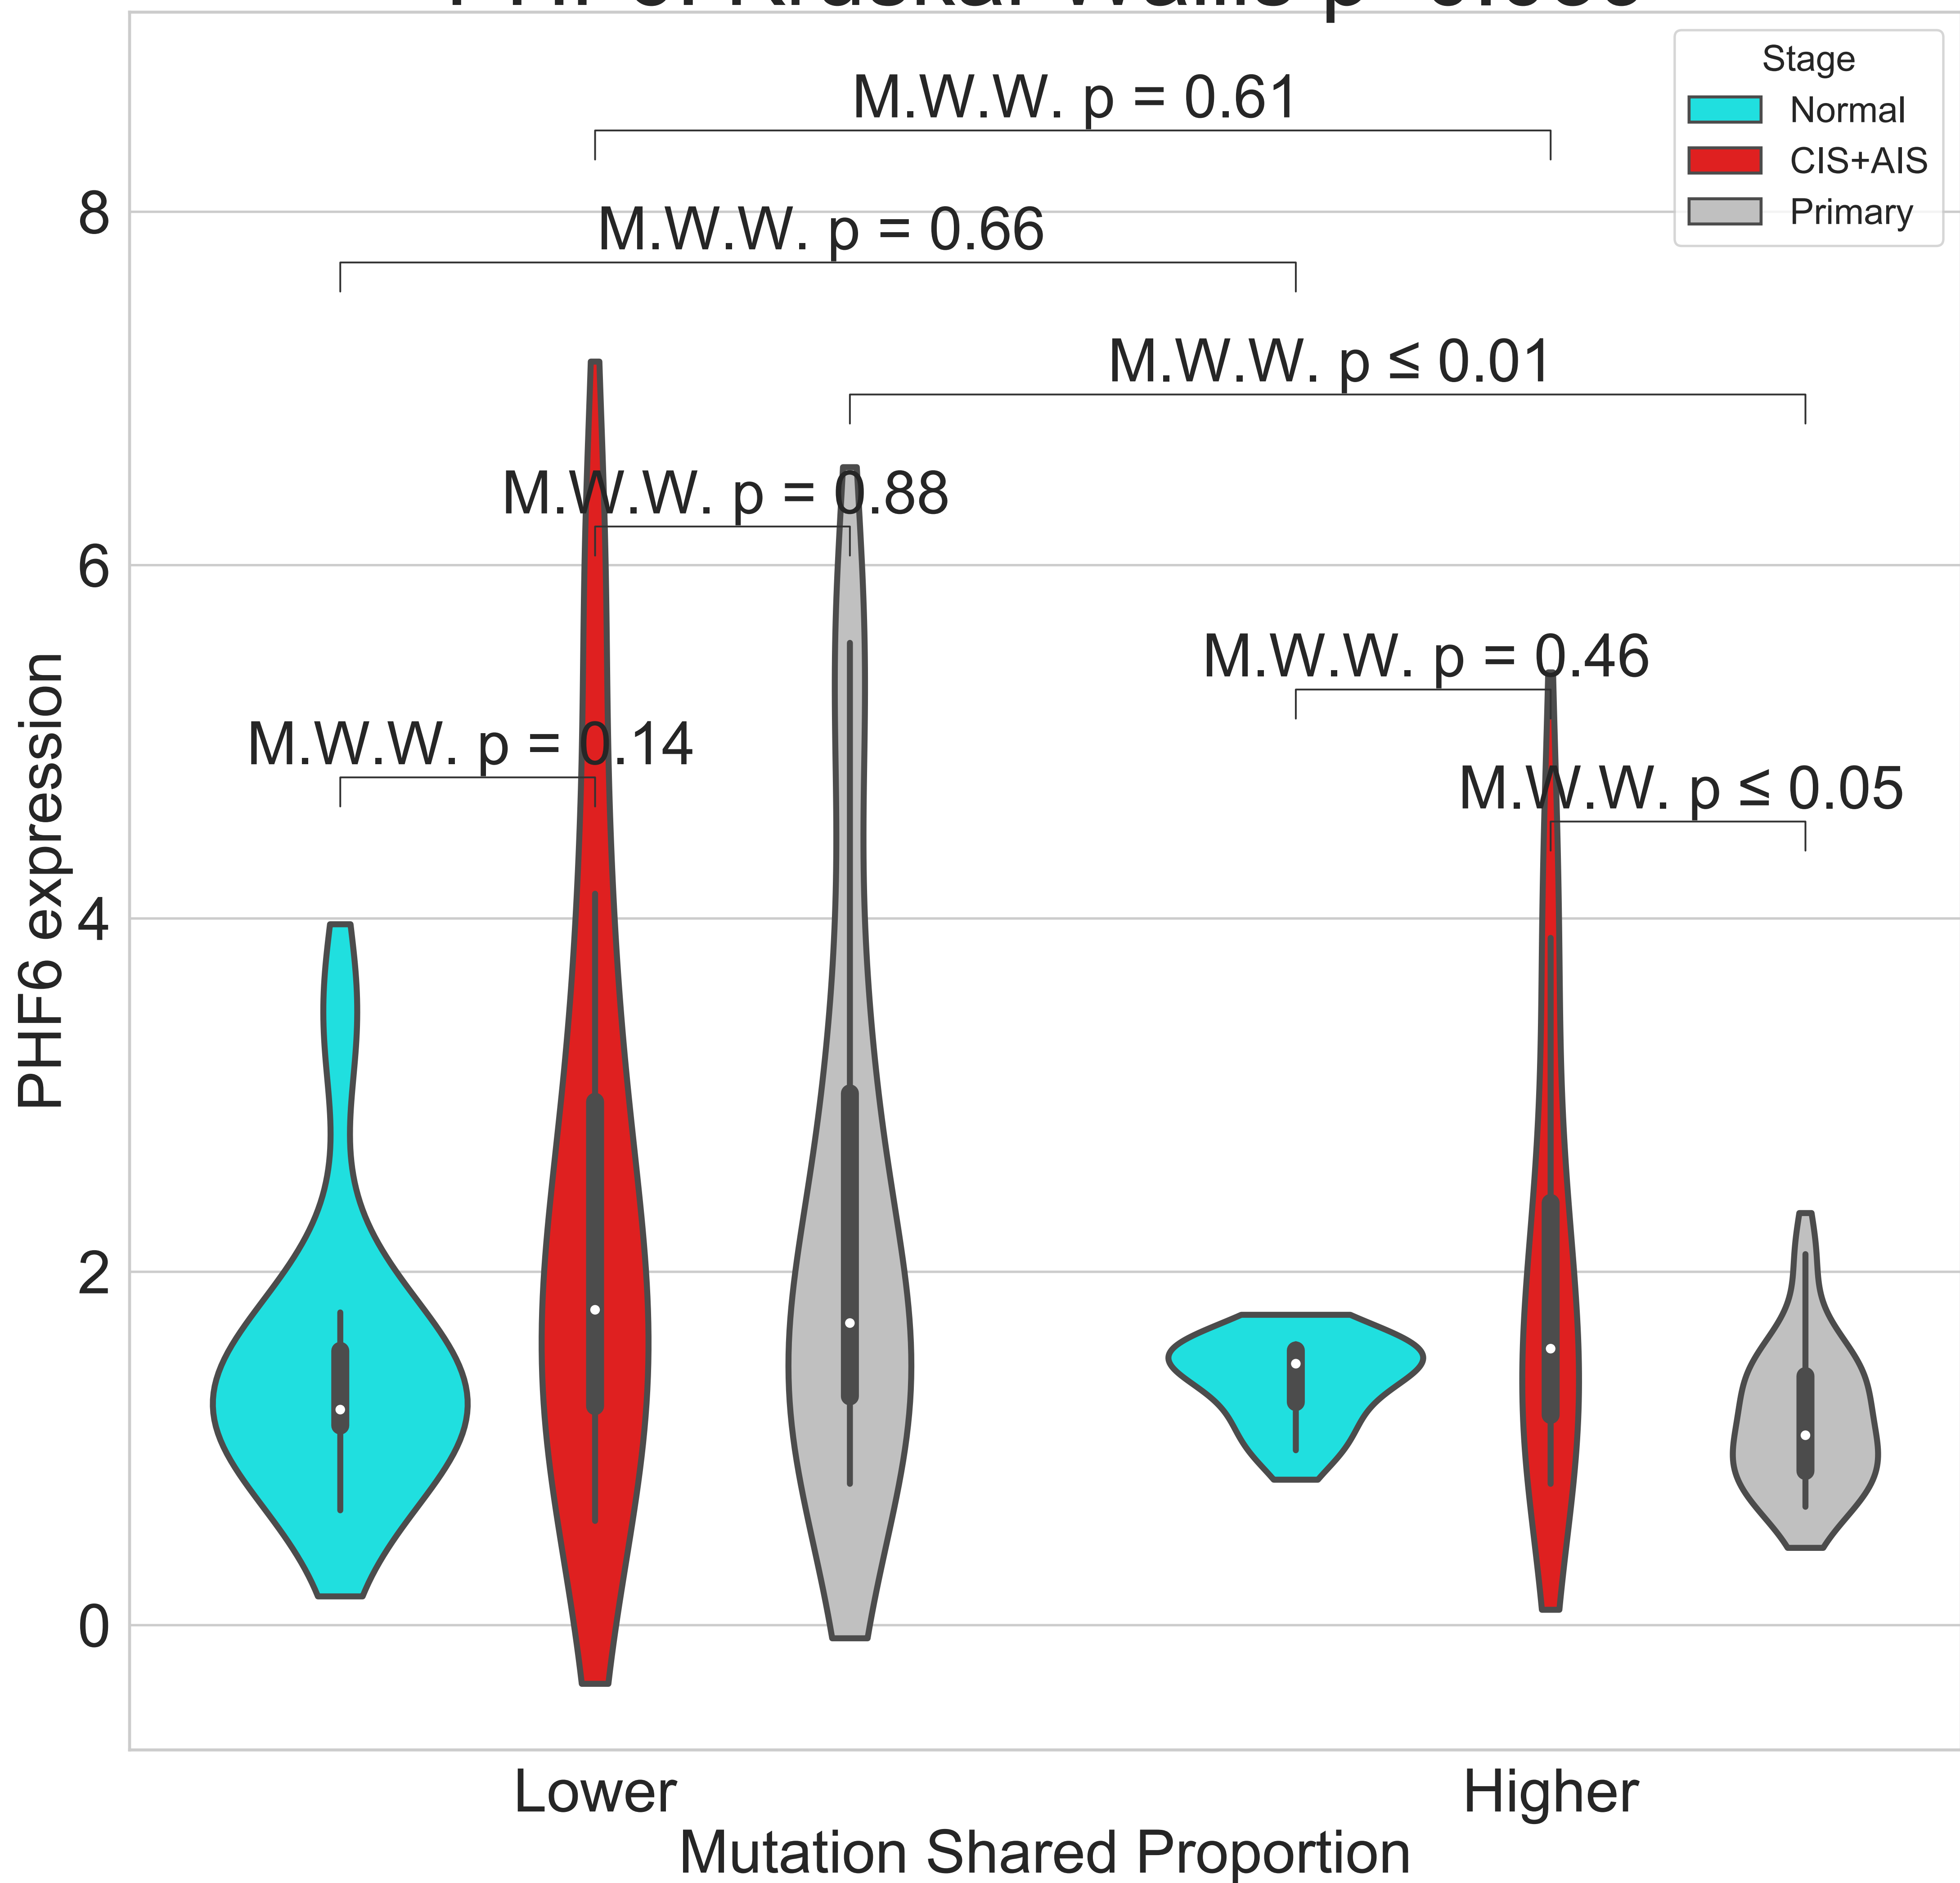 Stage
Normal
CIS+AIS
Primary
M.W.W. p = 0.61
M.W.W. p = 0.66
M.W.W. p ≤ 0.01
M.W.W. p = 0.88
M.W.W. p = 0.46
M.W.W. p = 0.14
M.W.W. p ≤ 0.05
PHF6 expression
8
6
4
2
0
Lower
Higher
Mutation Shared Proportion